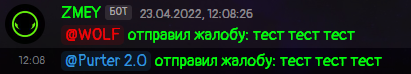 ZMEY БОТ 23.04.2022, 12:08:26
@WOLF отправил жалобу: тест тест тест
12:08 @Purter 2.0 отправил жалобу: тест тест тест